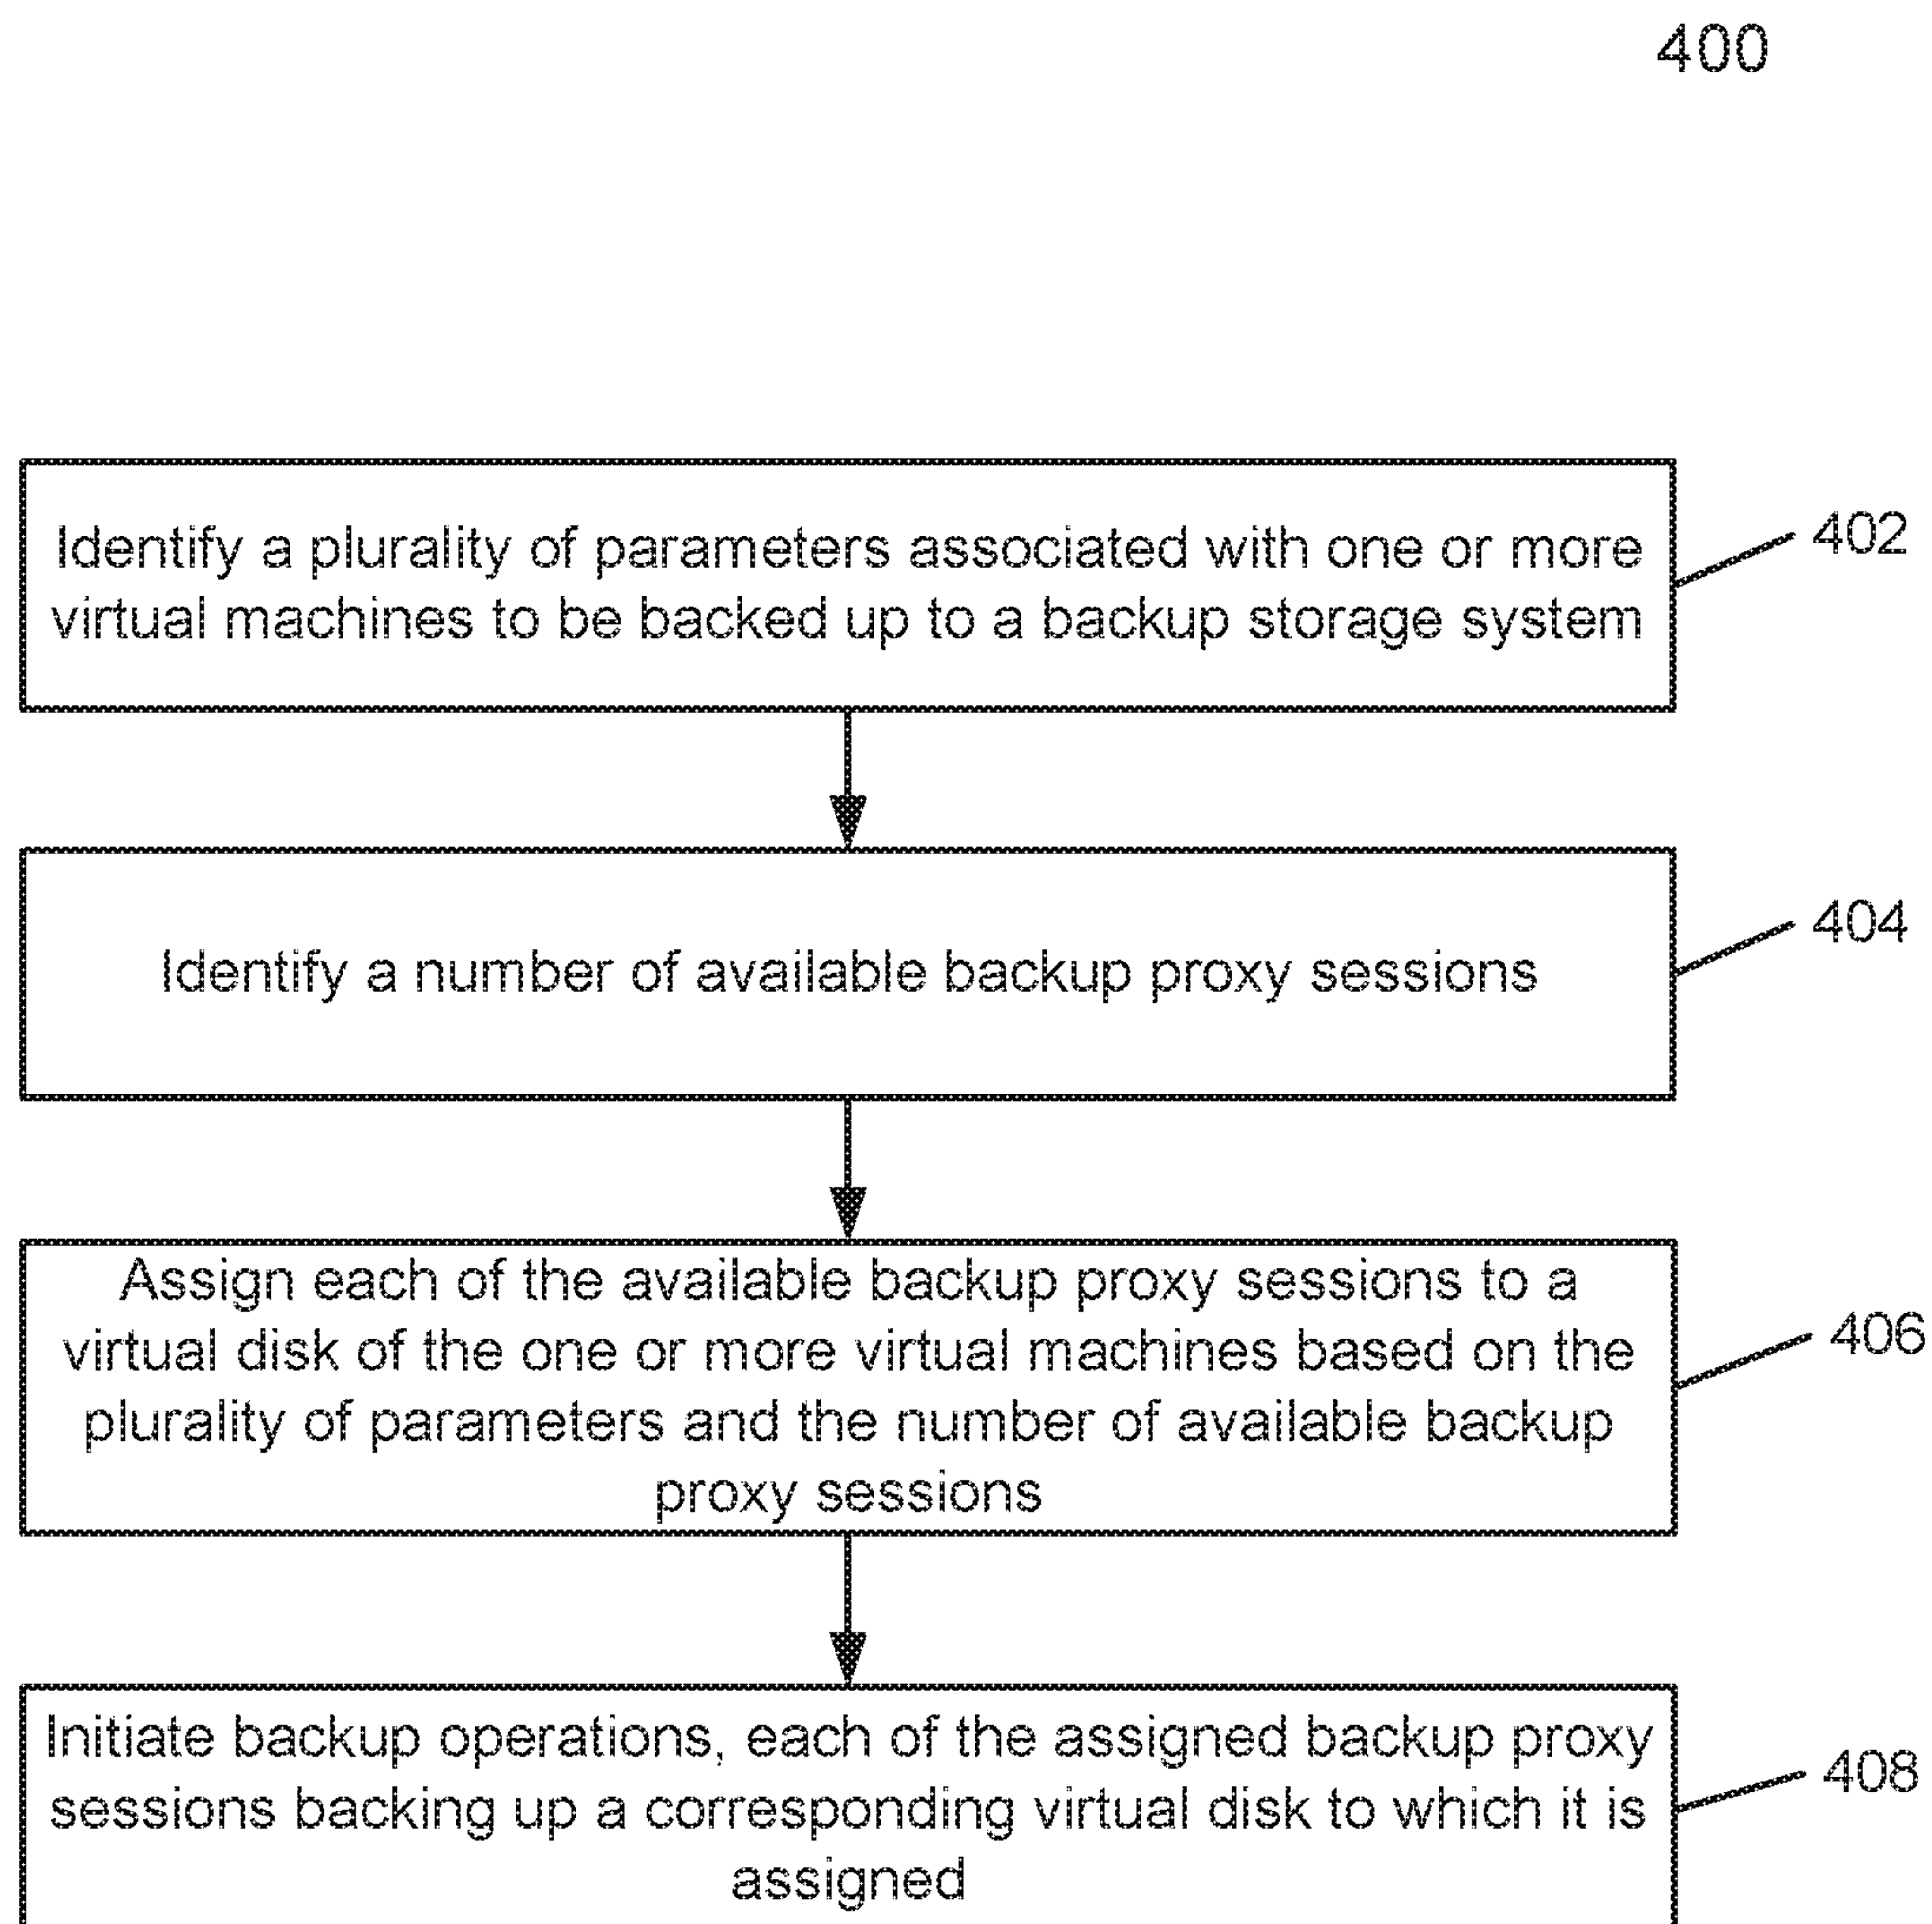 400
Identify a plurality of parameters associated with one or more
virtual machines to be backed up to a backup storage system
402
Identify a number of available backup proxy sessions
404
Assign each of the available backup proxy sessions to a
virtual disk of the one or more virtual machines based on the
plurality of parameters and the number of available backup
proxy sessions
406
Initiate backup operations, each of the assigned backup proxy
sessions backing up a corresponding virtual disk to which it is
assigned
408